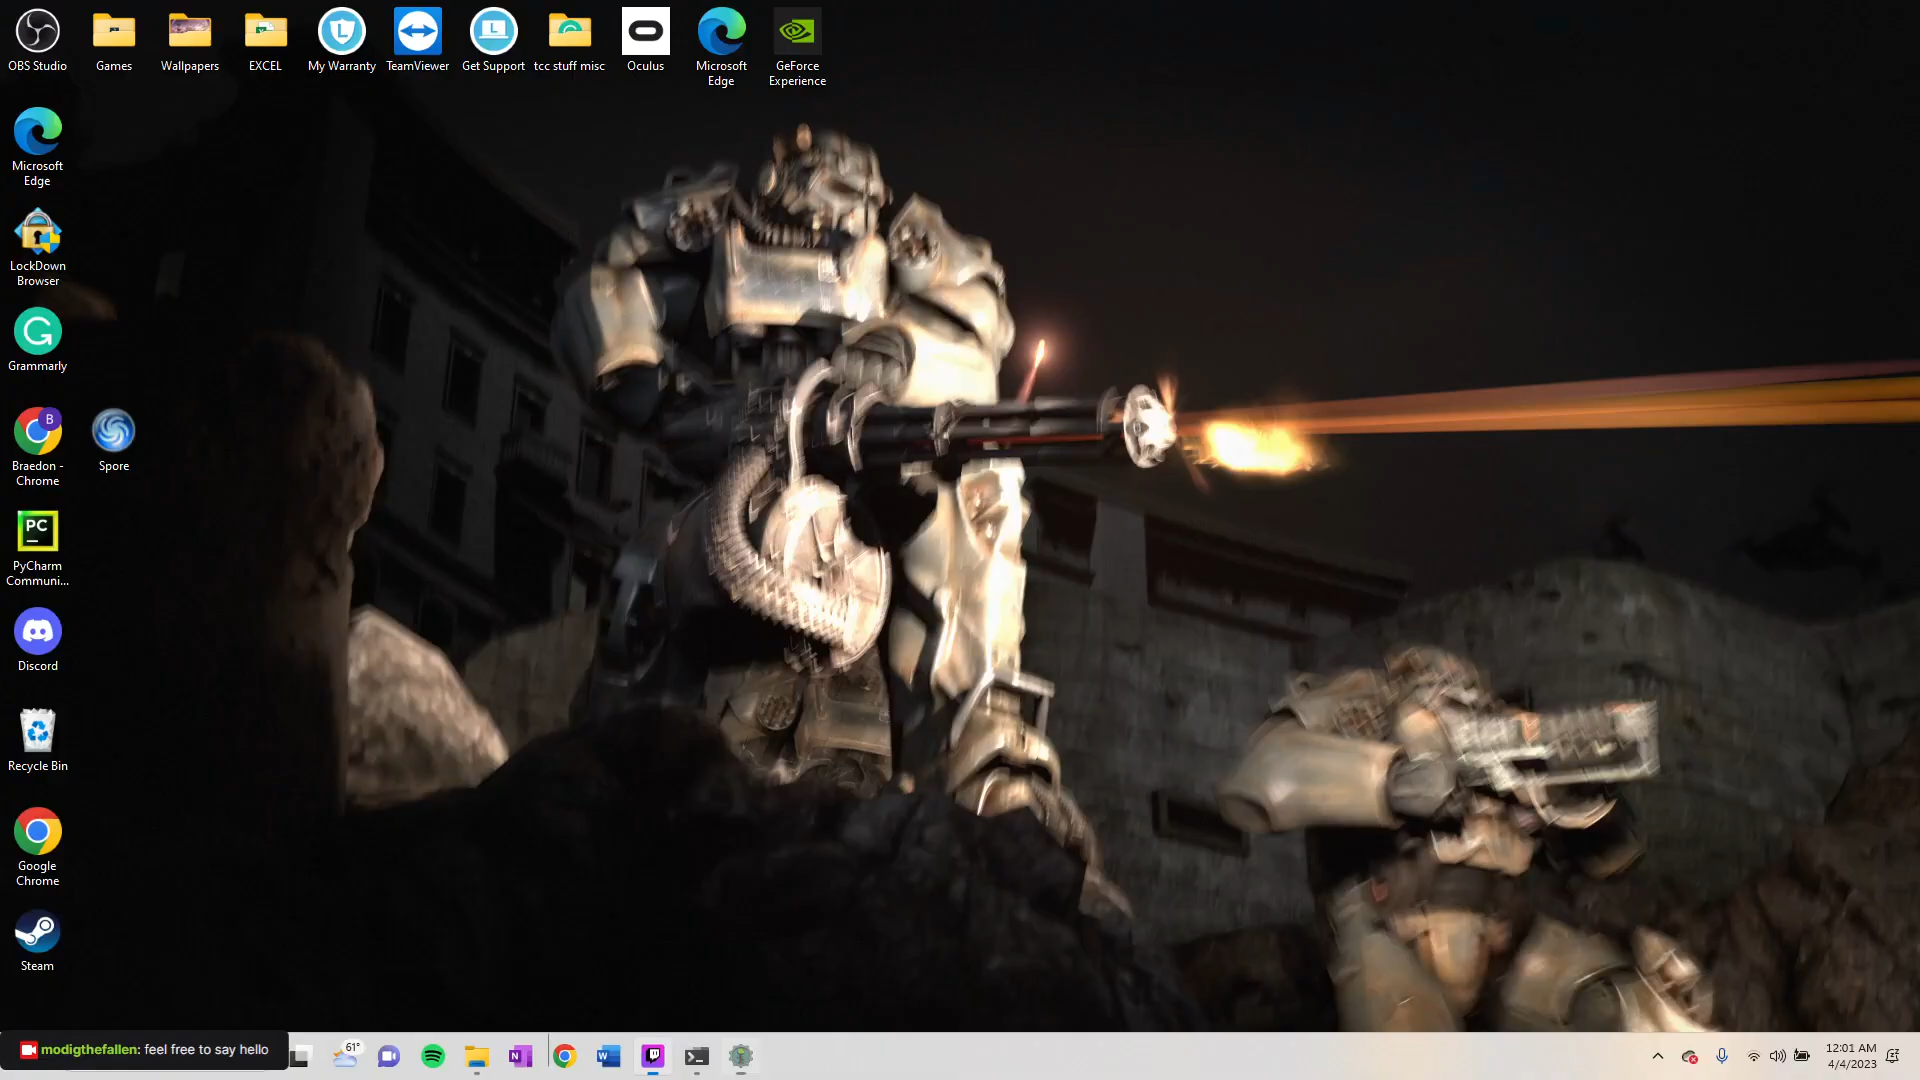 OBS Studio
Games
Wallpapers
EXCEL
My Warranty
TeamViewer
Get Support
tcc stuff misc
Oculus
Microsoft
Edge
GeForce
Experience
Microsoft
Edge
LockDown
Browser
Grammarly
B
Braedon -
Chrome
Spore
PC
PyCharm
Communi...
Discord
Recycle Bin
Google
Chrome
Steam
modigthefallen: feel free to say hello
61°
12:01 AM
4/4/2023